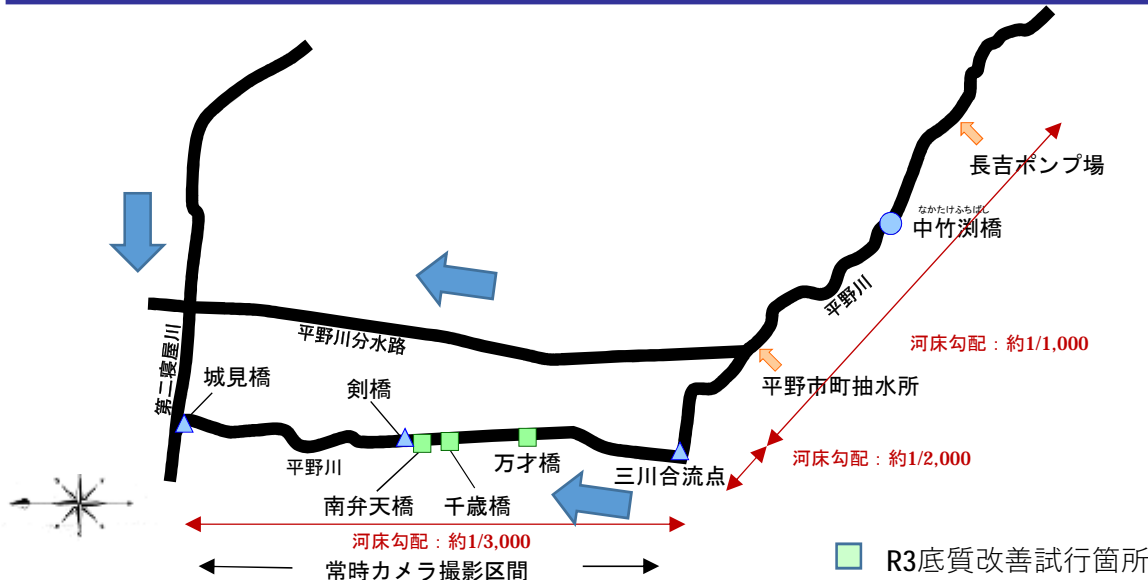 長吉ポンプ場
なかたけふちばし
中竹渕橋
平野川
河床勾配：約1/1,000
平野川分水路
平野市町抽水所
第二寝屋川
城見橋
剣橋
河床勾配：約1/2,000
万才橋
三川合流点
平野川
南弁天橋
千歳橋
河床勾配：約1/3,000
常時カメラ撮影区間
R3底質改善試行箇所